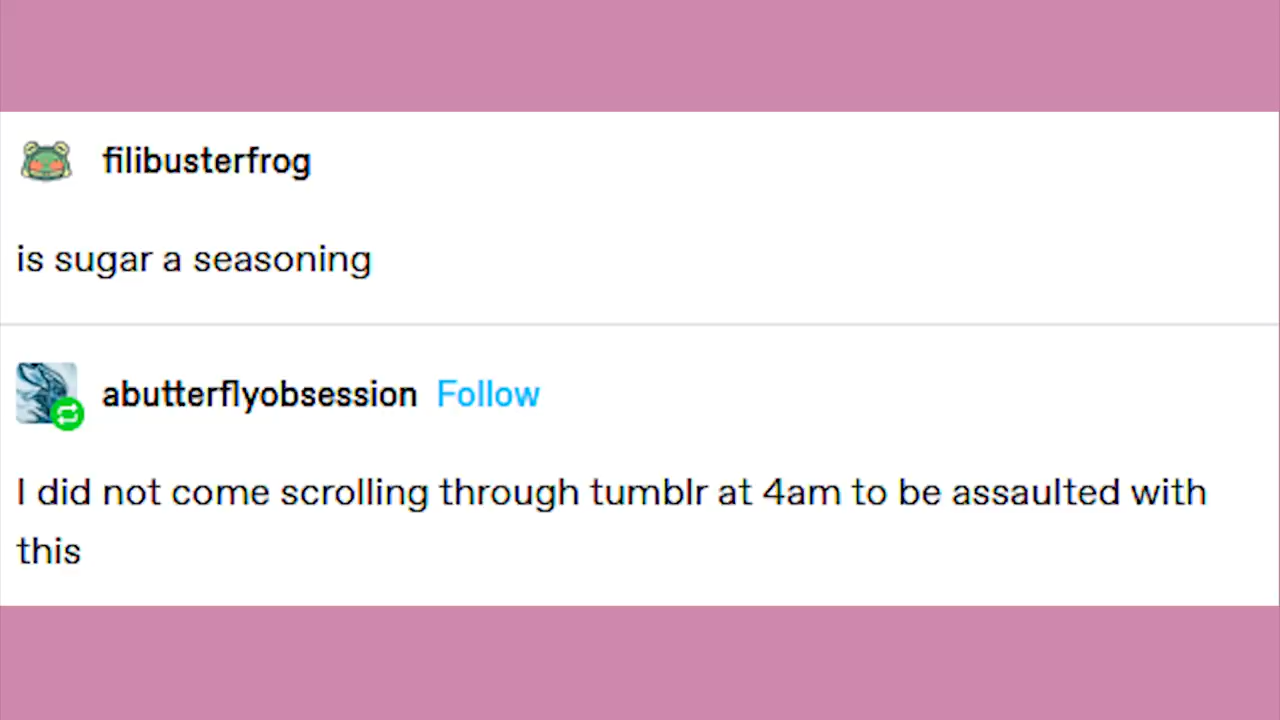 filibusterfrog
is sugar a seasoning
abutterflyobsession Follow
I did not come scrolling through tumblr at 4am to be assaulted with
this